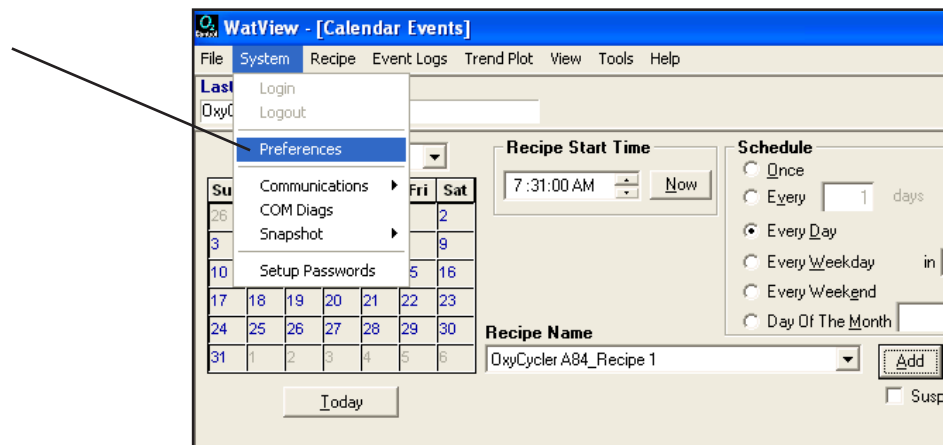 WatView - [Calendar Events]
File System Recipe Event Logs Trend Plot View Tools Help
Last
Login
Logout
Preferences
Communications
COM Diags
Snapshot
Setup Passwords
Su Fri Sat
26 2
3 9
10 5 16
17 18 19 20 21 22 23
24 25 26 27 28 29 30
31 1 2 3 4 5 6
Today
Recipe Start Time
7:31:00 AM Now
Schedule
Once
Every 1 days
Every Day
Every Weekday in
Every Weekend
Day Of The Month
Recipe Name
OxyCycler A84_Recipe 1 Add
Susp